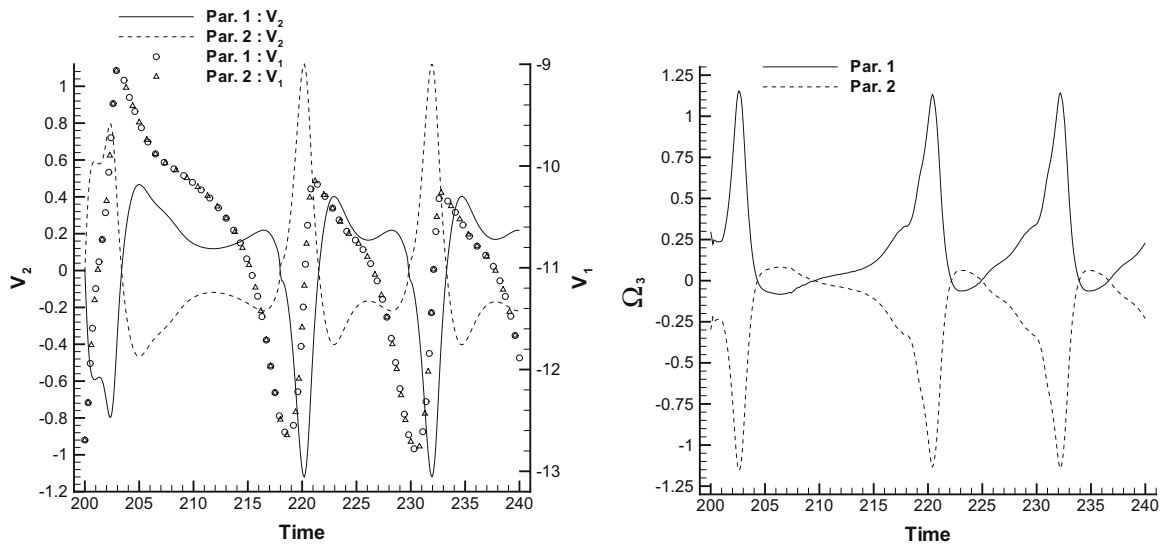 Par. 1 : V2
Par. 2 : V2
Par. 1 : V1
Par. 2 : V1
1
0.8
0.6
0.4
0.2
0
-0.2
-0.4
-0.6
-0.8
-1
-1.2
V2
200 205 210 215 220 225 230 235 240
Time
-9
-10
-11
-12
-13
V1
Par. 1
Par. 2
1.25
1
0.75
0.5
0.25
0
-0.25
-0.5
-0.75
-1
-1.25
Ω3
200 205 210 215 220 225 230 235 240
Time